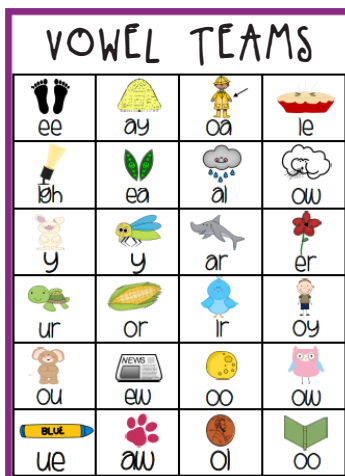 VOWEL TEAMS
ee ay oa ie
igh ea ai ow
y y ar er
ur or ir oy
NEWS
ou ew oo ow
BLUE
ue aw oi oo